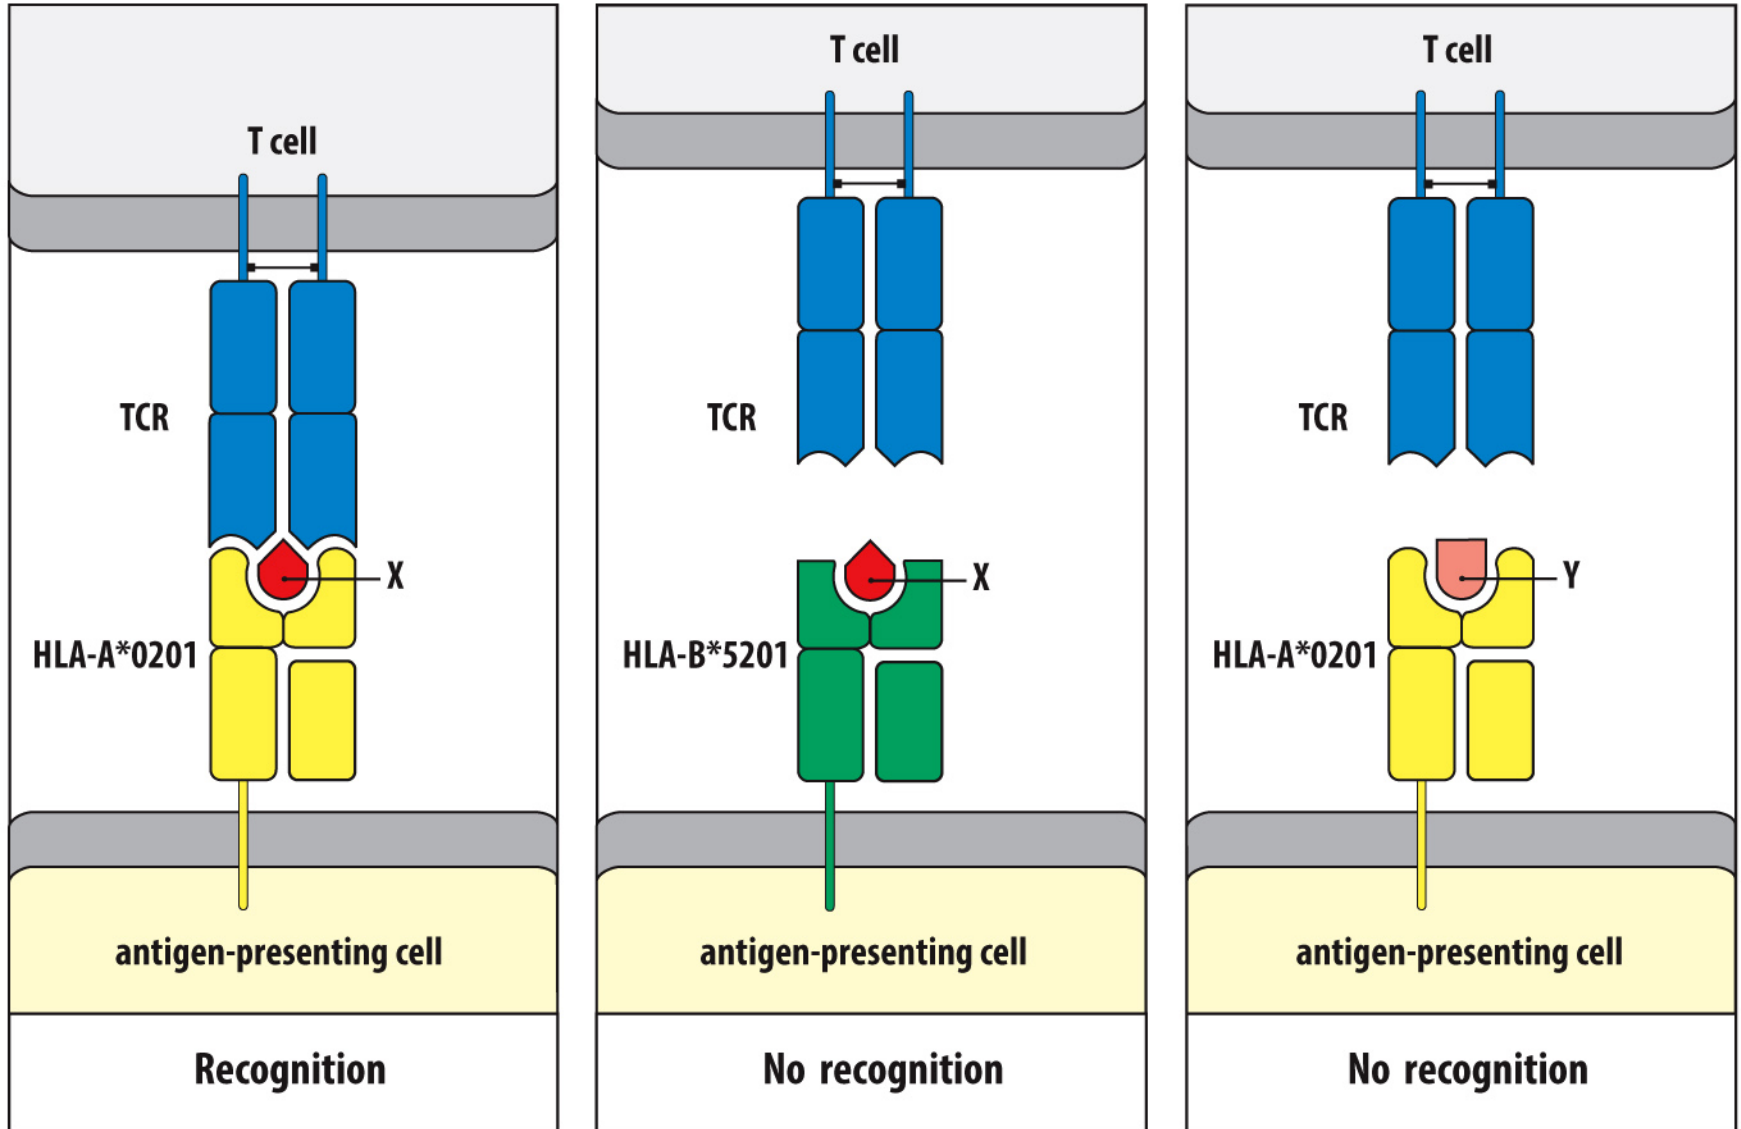 T cell
TCR
X
HLA-A*0201
antigen-presenting cell
Recognition
T cell
TCR
X
HLA-B*5201
antigen-presenting cell
No recognition
T cell
TCR
Y
HLA-A*0201
antigen-presenting cell
No recognition